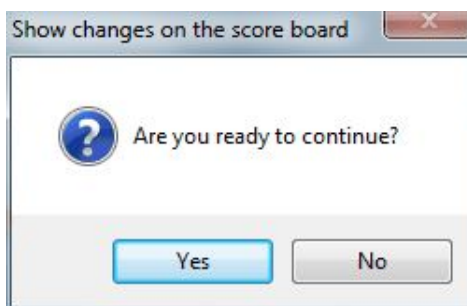 Show changes on the score board
Are you ready to continue?
Yes
No